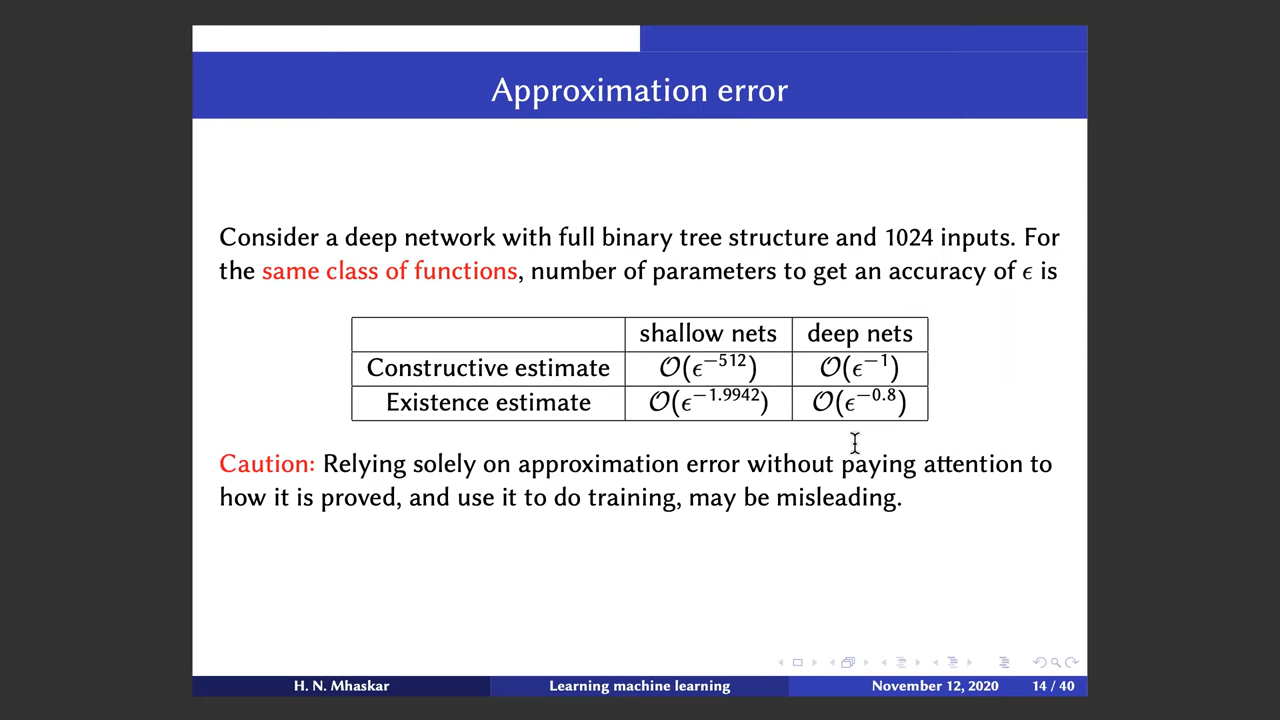 Approximation error
Consider a deep network with full binary tree structure and 1024 inputs. For
the same class of functions, number of parameters to get an accuracy of ϵ is
shallow nets deep nets
Constructive estimate 𝒪(ϵ⁻⁵¹²) 𝒪(ϵ⁻¹)
Existence estimate 𝒪(ϵ^{−1.9942}) 𝒪(ϵ^{−0.8})
Caution: Relying solely on approximation error without paying attention to
how it is proved, and use it to do training, may be misleading.
H. N. Mhaskar Learning machine learning November 12, 2020 14 / 40